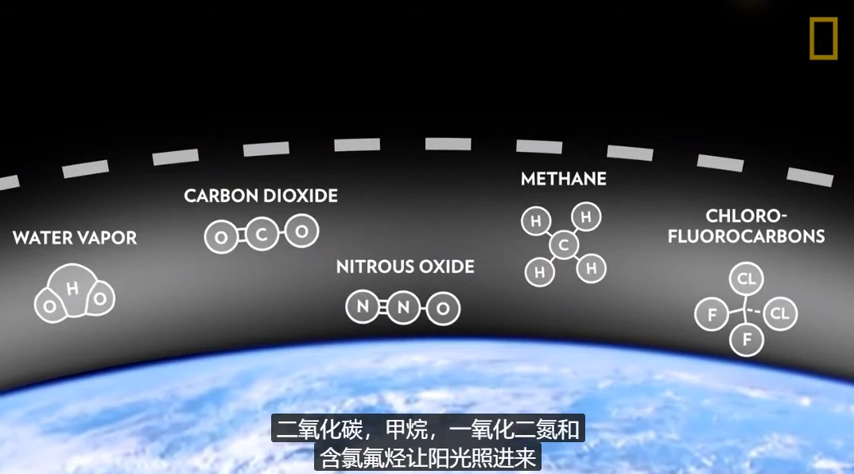 CARBON DIOXIDE
O C O
WATER VAPOR
H
O O
NITROUS OXIDE
N N O
METHANE
H H
C
H H
CHLORO-
FLUOROCARBONS
CL
F CL
F
二氧化碳，甲烷，一氧化二氮和
含氯氟烃让阳光照进来